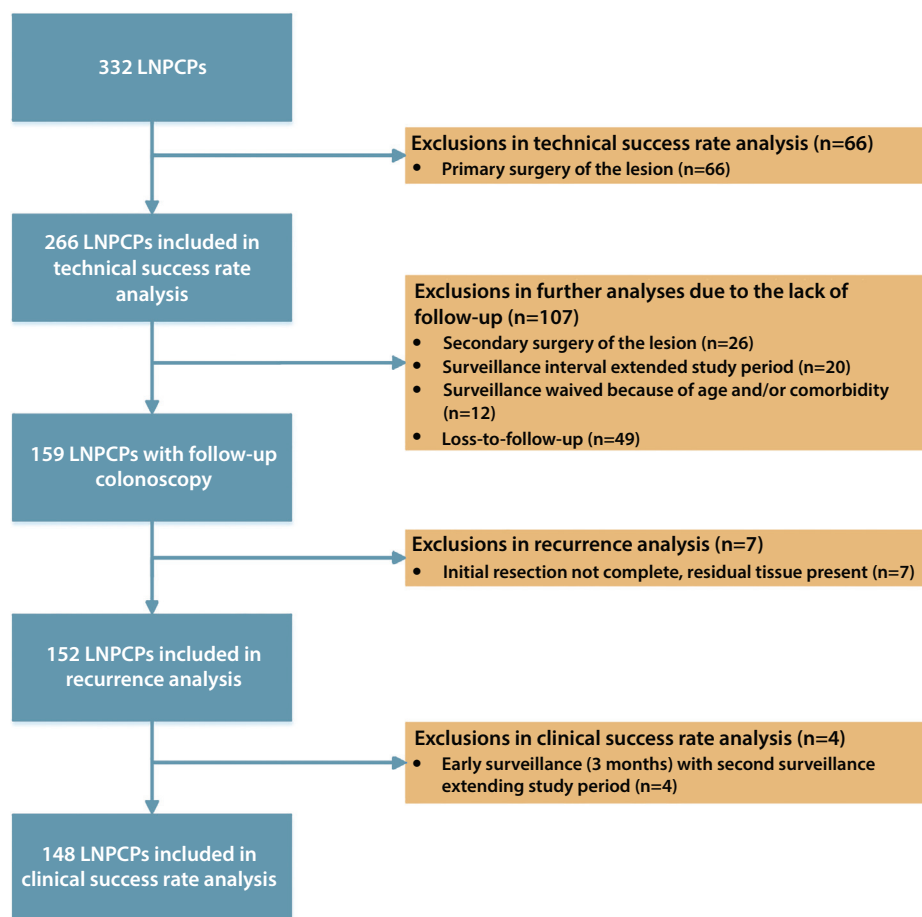 332 LNPCPs
Exclusions in technical success rate analysis (n=66)
• Primary surgery of the lesion (n=66)
266 LNPCPs included in
technical success rate
analysis
Exclusions in further analyses due to the lack of
follow-up (n=107)
• Secondary surgery of the lesion (n=26)
• Surveillance interval extended study period (n=20)
• Surveillance waived because of age and/or comorbidity
(n=12)
• Loss-to-follow-up (n=49)
159 LNPCPs with follow-up
colonoscopy
Exclusions in recurrence analysis (n=7)
• Initial resection not complete, residual tissue present (n=7)
152 LNPCPs included in
recurrence analysis
Exclusions in clinical success rate analysis (n=4)
• Early surveillance (3 months) with second surveillance
extending study period (n=4)
148 LNPCPs included in
clinical success rate analysis